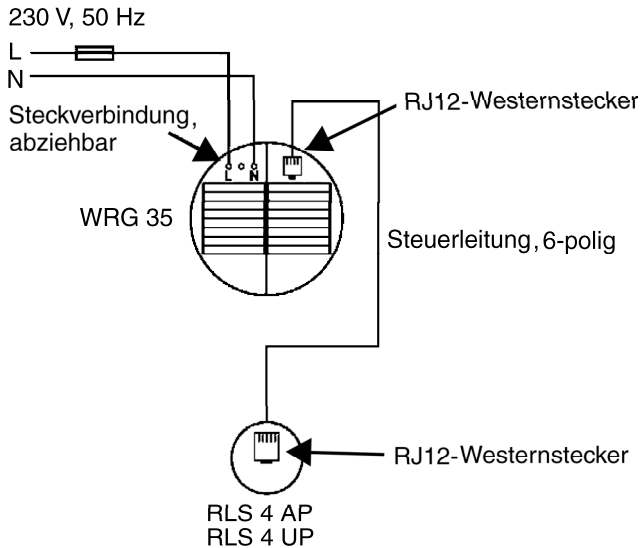 230 V, 50 Hz
L
N
Steckverbindung,
abziehbar
RJ12-Westernstecker
L N
WRG 35
Steuerleitung, 6-polig
RJ12-Westernstecker
RLS 4 AP
RLS 4 UP